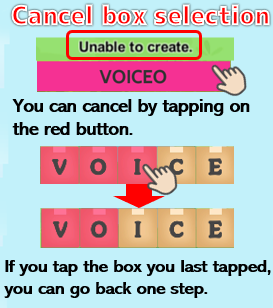 Cancel box selection
Unable to create.
VOICEO
You can cancel by tapping on
the red button.
V O I C E
V O I C E
If you tap the box you last tapped,
you can go back one step.